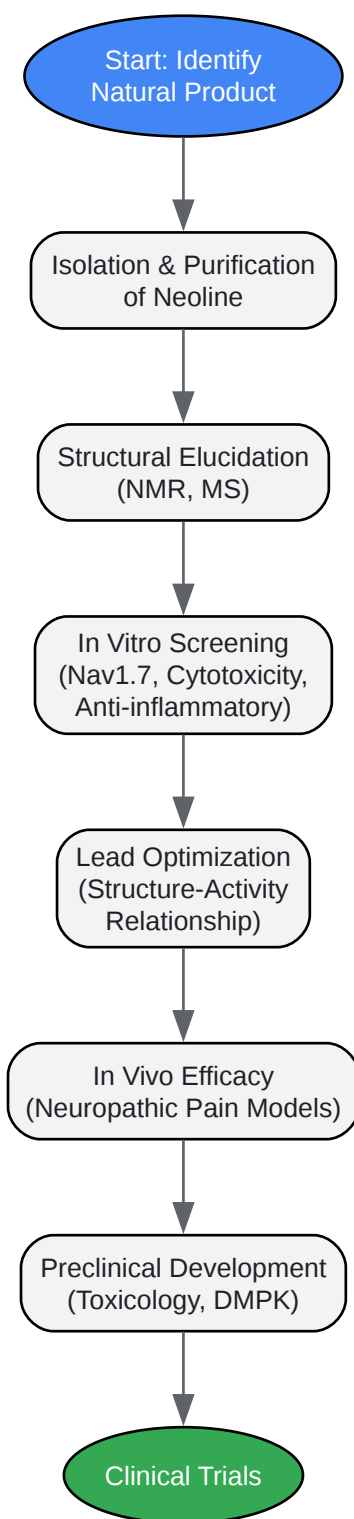 Start: Identify
Natural Product
Isolation & Purification
of Neoline
Structural Elucidation
(NMR, MS)
In Vitro Screening
(Nav1.7, Cytotoxicity,
Anti-inflammatory)
Lead Optimization
(Structure-Activity
Relationship)
In Vivo Efficacy
(Neuropathic Pain Models)
Preclinical Development
(Toxicology, DMPK)
Clinical Trials